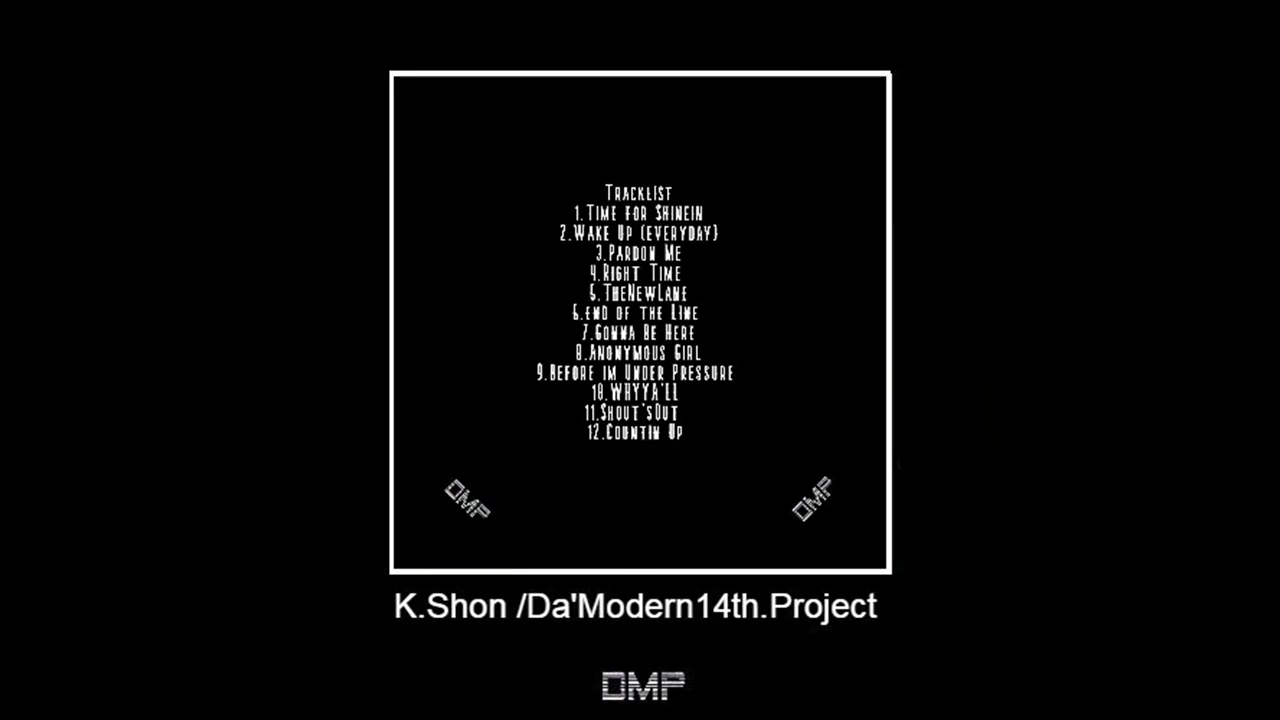 Tracklist
1.Time for Shinein
2.Wake Up (everyday)
3.Pardon Me
4.Right Time
5.TheNewLane
6.end of the Line
7.Gonna Be Here
8.Anonymous Girl
9.Before im Under Pressure
10.WHYYA'LL
11.Shout'sOut
12.Countin Up
DMP
DMP
K.Shon /Da'Modern14th.Project
DMP